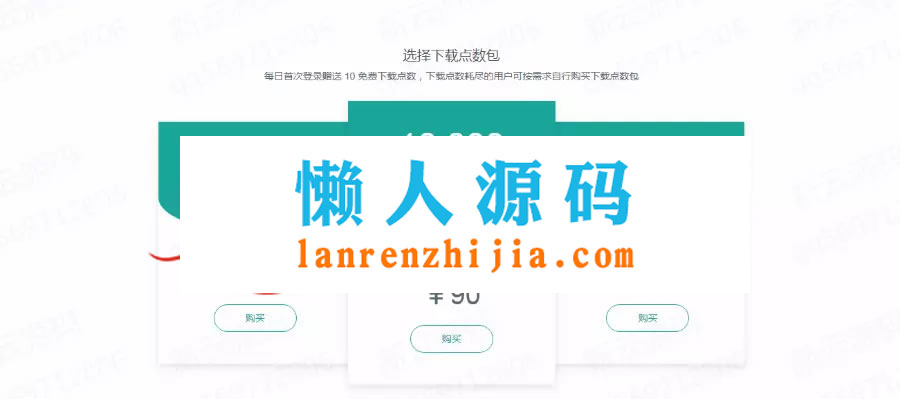 选择下载点数包
每日首次登录赠送 10 免费下载点数，下载点数耗尽的用户可按需求自行购买下载点数包
懒人源码
lanrenzhijia.com
¥ 90
购买
购买
购买